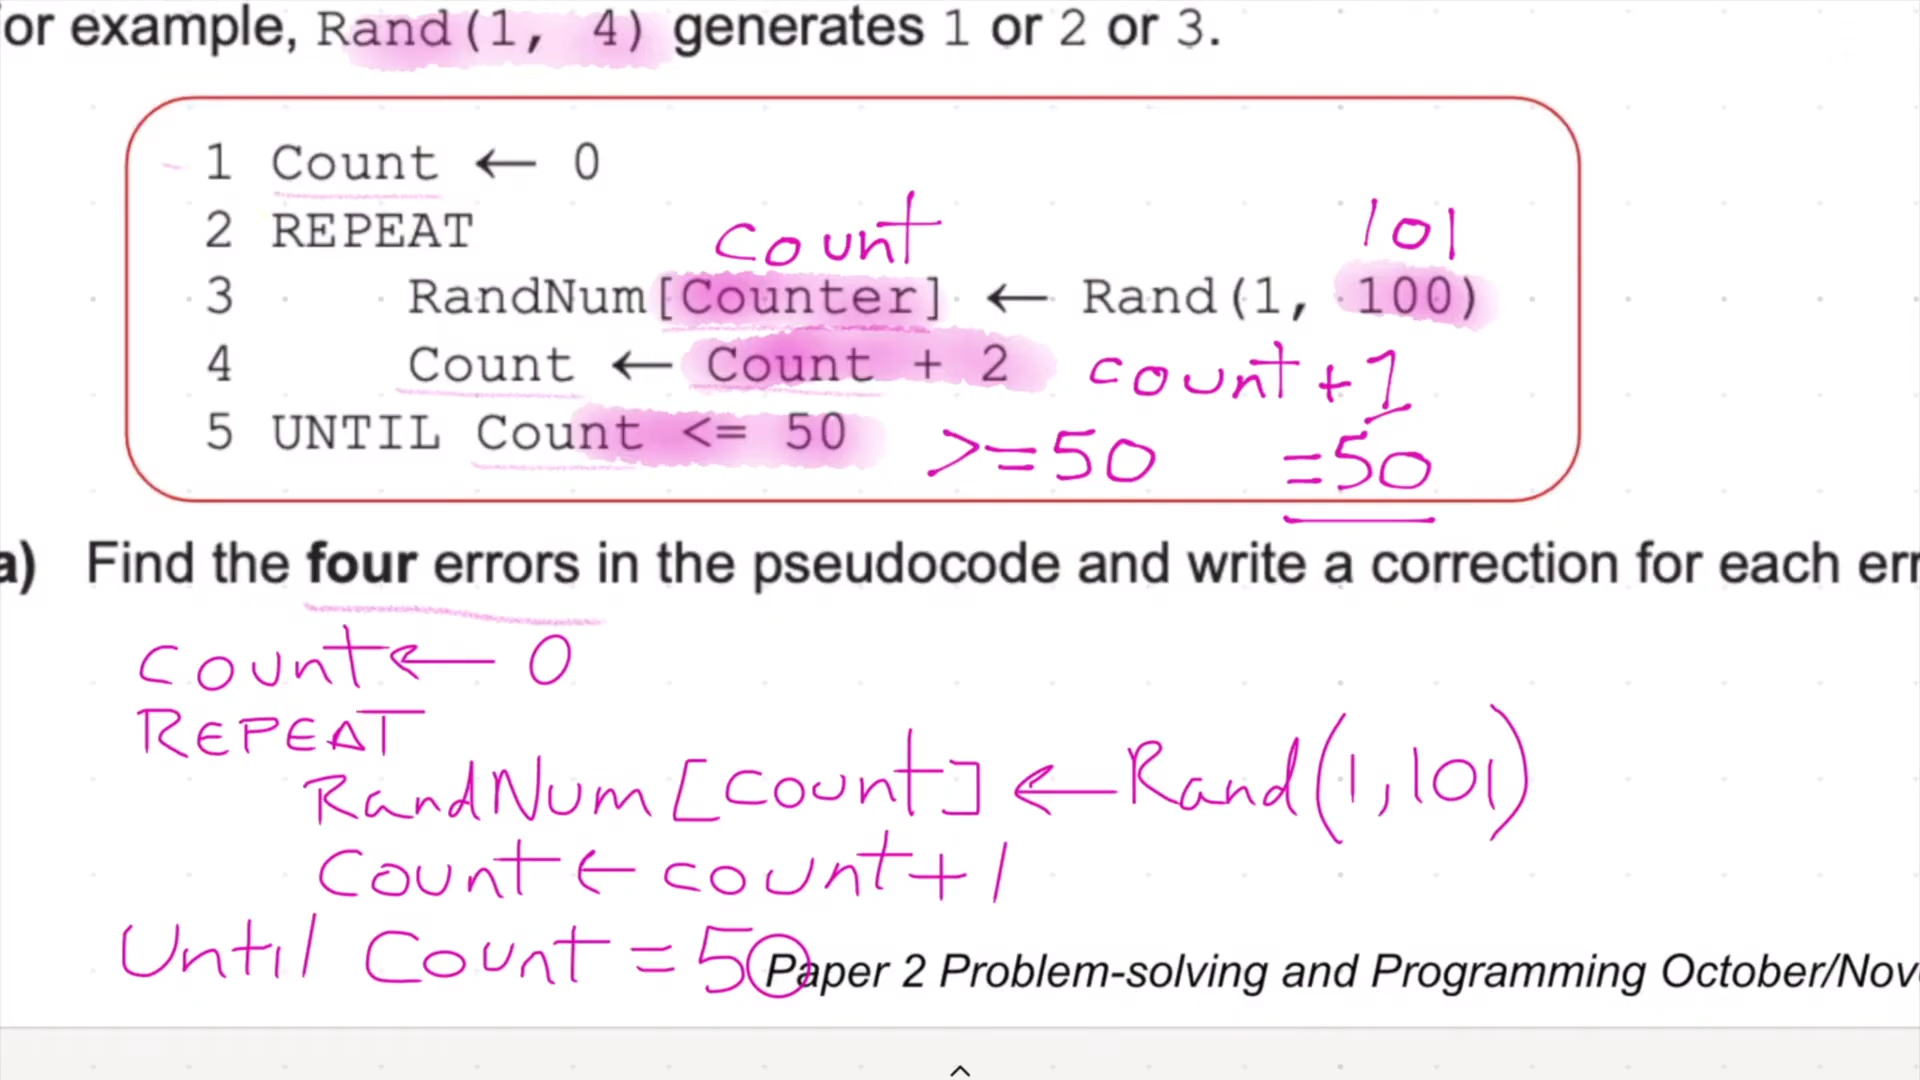 or example, Rand(1, 4) generates 1 or 2 or 3.
1 Count ← 0
2 REPEAT
count 101
3 RandNum[Counter] ← Rand(1, 100)
4 Count ← Count + 2 count+1
5 UNTIL Count <= 50 >=50 =50
a) Find the four errors in the pseudocode and write a correction for each err
count ← 0
REPEAT
RandNum[count] ← Rand(1,101)
Count ← count+1
Until Count = 50
Paper 2 Problem-solving and Programming October/Nov